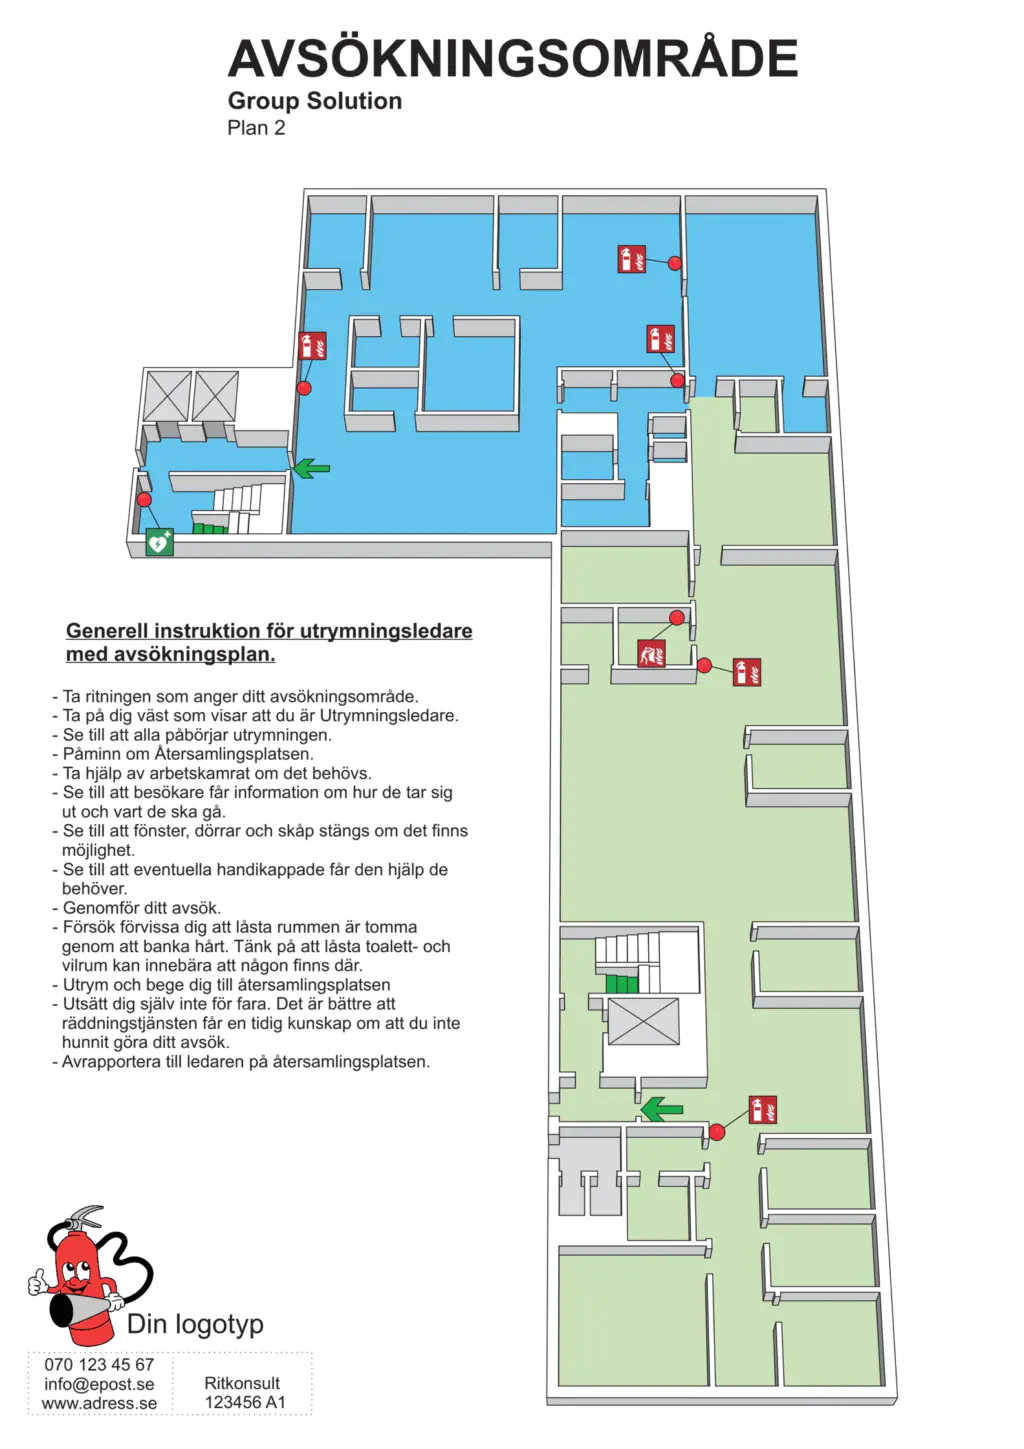 AVSÖKNINGSOMRÅDE
Group Solution
Plan 2
Generell instruktion för utrymningsledare
med avsökningsplan.
- Ta ritningen som anger ditt avsökningsområde.
- Ta på dig väst som visar att du är Utrymningsledare.
- Se till att alla påbörjar utrymningen.
- Påminn om Återsamlingsplatsen.
- Ta hjälp av arbetskamrat om det behövs.
- Se till att besökare får information om hur de tar sig
ut och vart de ska gå.
- Se till att fönster, dörrar och skåp stängs om det finns
möjlighet.
- Se till att eventuella handikappade får den hjälp de
behöver.
- Genomför ditt avsök.
- Försök förvissa dig att låsta rummen är tomma
genom att banka hårt. Tänk på att låsta toalett- och
vilrum kan innebära att någon finns där.
- Utrym och bege dig till återsamlingsplatsen
- Utsätt dig själv inte för fara. Det är bättre att
räddningstjänsten får en tidig kunskap om att du inte
hunnit göra ditt avsök.
- Avrapportera till ledaren på återsamlingsplatsen.
Din logotyp
070 123 45 67
info@epost.se
www.adress.se
Ritkonsult
123456 A1